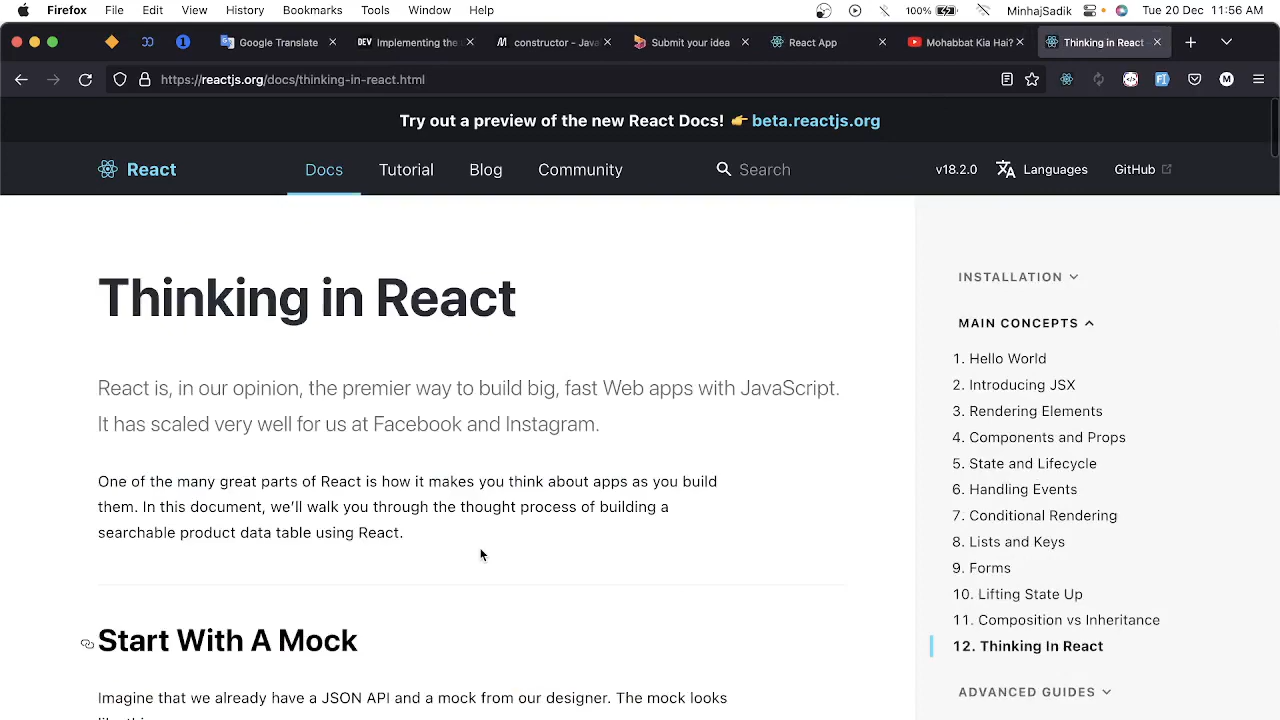 Firefox File Edit View History Bookmarks Tools Window Help 100% MinhajSadik Tue 20 Dec 11:56 AM
Google Translate DEV Implementing the constructor - Java Submit your idea React App Mohabbat Kia Hai? Thinking in React
https://reactjs.org/docs/thinking-in-react.html
Try out a preview of the new React Docs! 👉 beta.reactjs.org
React Docs Tutorial Blog Community Search v18.2.0 Languages GitHub
Thinking in React
React is, in our opinion, the premier way to build big, fast Web apps with JavaScript.
It has scaled very well for us at Facebook and Instagram.
One of the many great parts of React is how it makes you think about apps as you build
them. In this document, we’ll walk you through the thought process of building a
searchable product data table using React.
Start With A Mock
Imagine that we already have a JSON API and a mock from our designer. The mock looks
INSTALLATION
MAIN CONCEPTS
1. Hello World
2. Introducing JSX
3. Rendering Elements
4. Components and Props
5. State and Lifecycle
6. Handling Events
7. Conditional Rendering
8. Lists and Keys
9. Forms
10. Lifting State Up
11. Composition vs Inheritance
12. Thinking In React
ADVANCED GUIDES